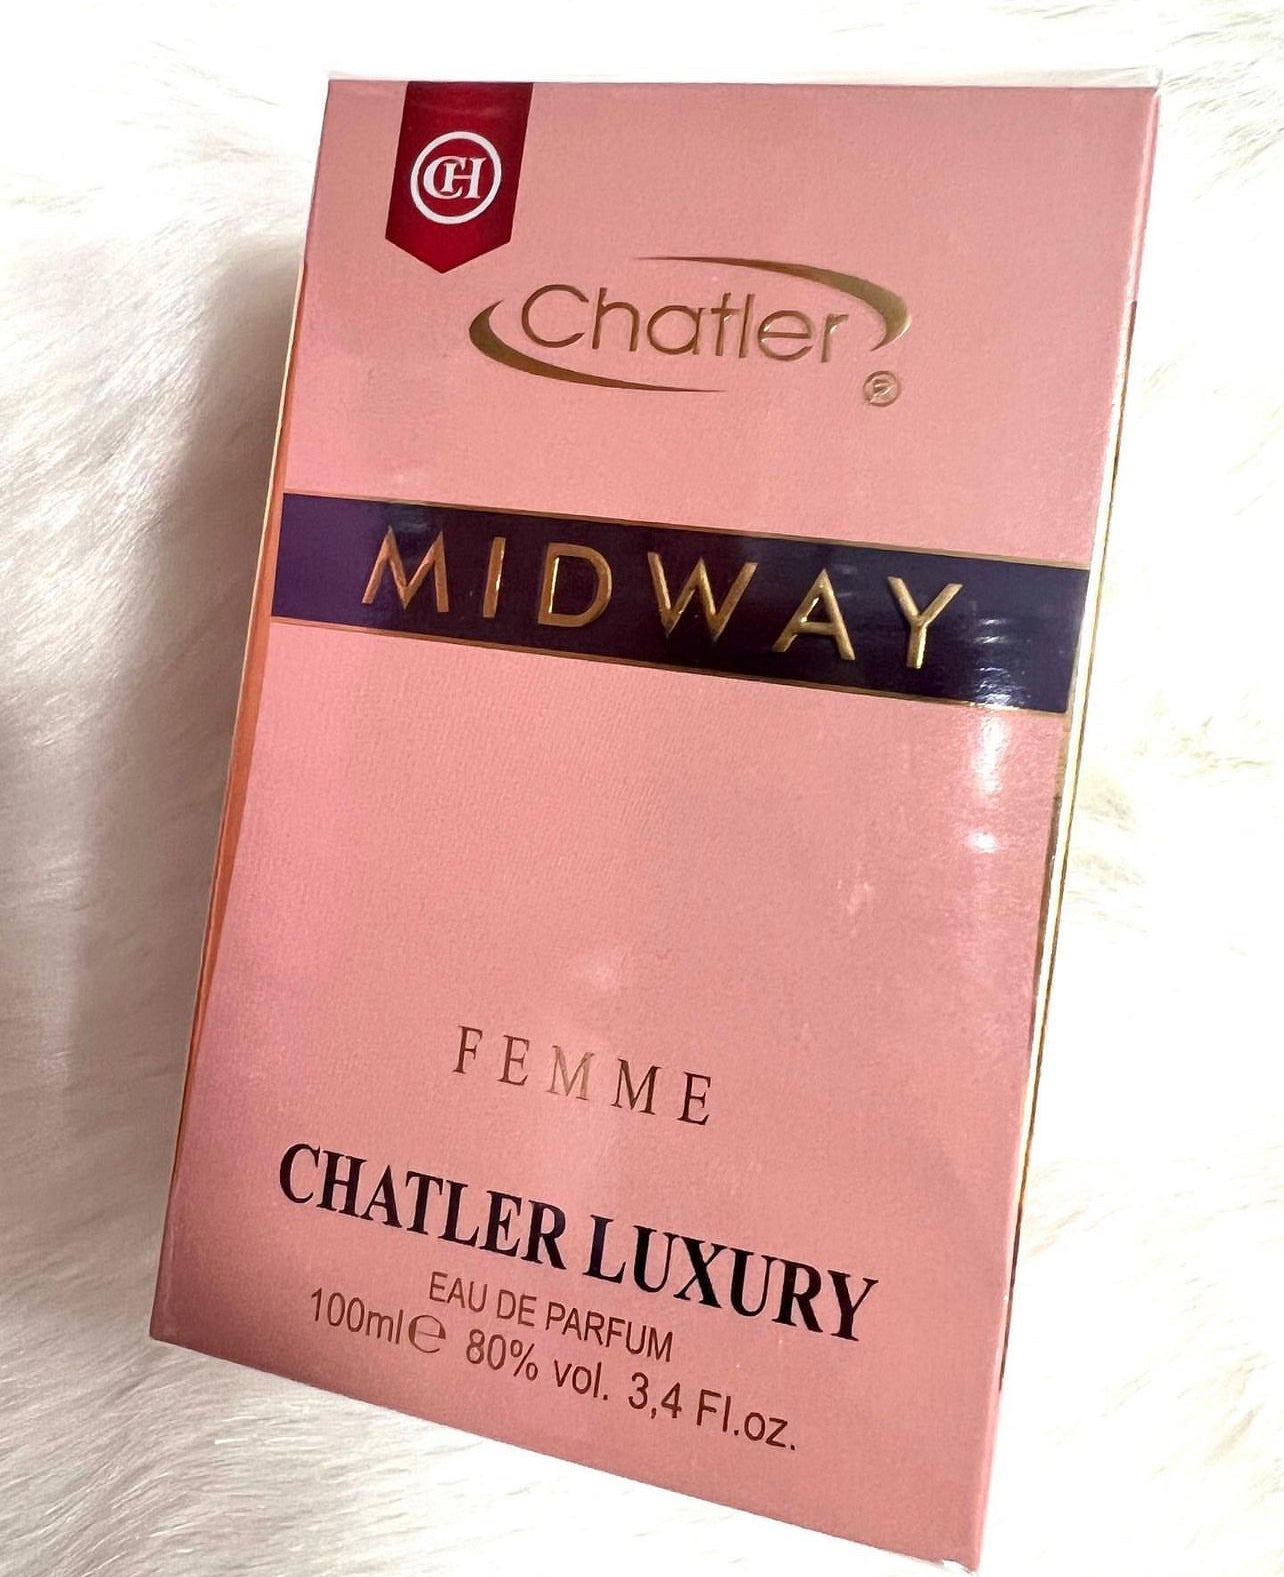 CH
Chatler
®
MIDWAY
FEMME
CHATLER LUXURY
EAU DE PARFUM
100ml℮ 80% vol. 3,4 Fl.oz.